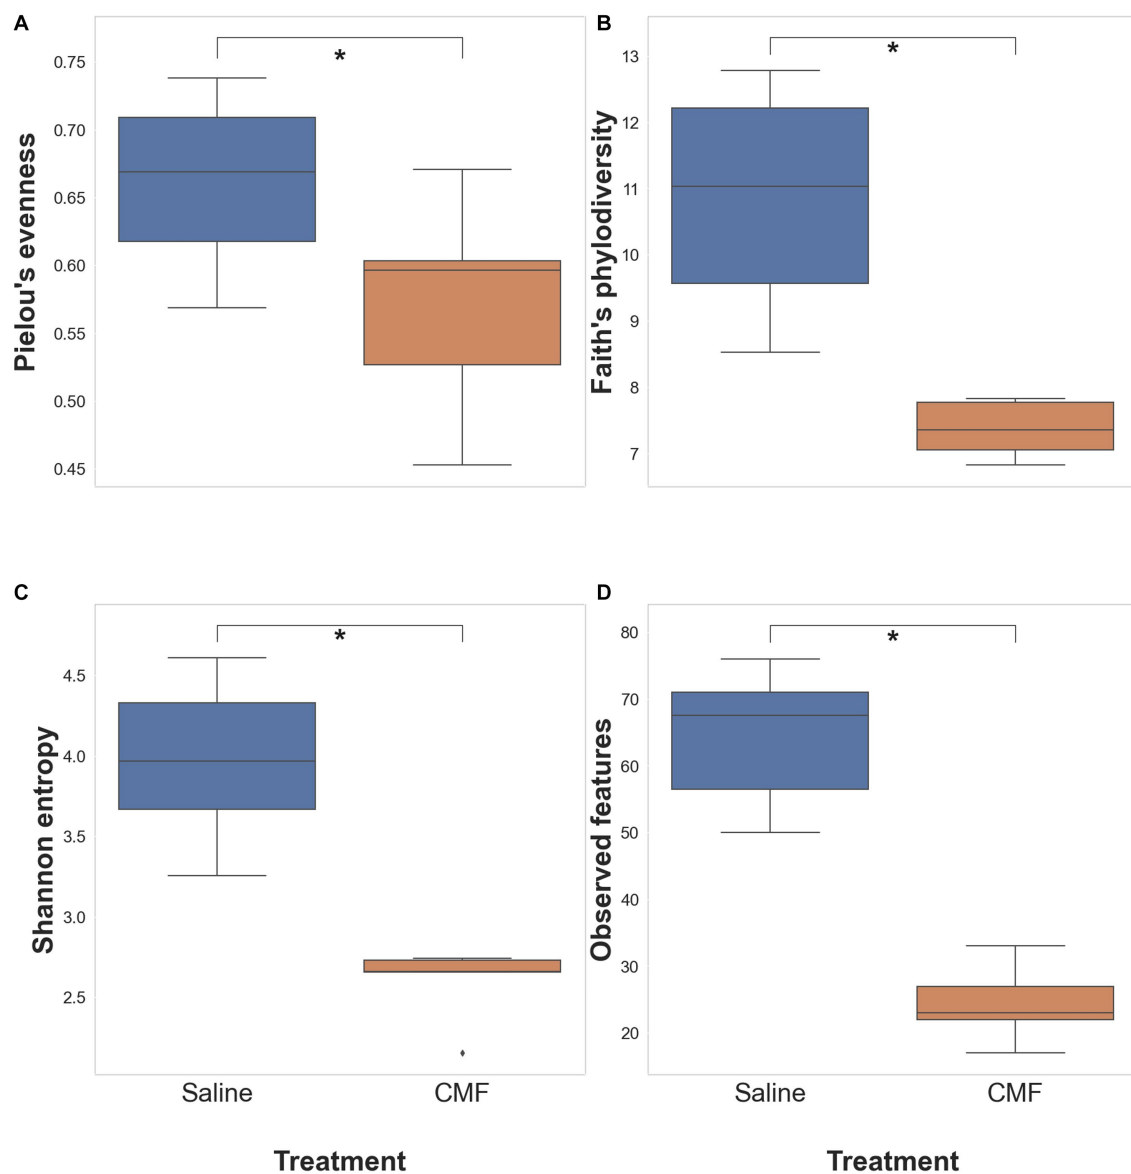 A
*
0.75
0.70
0.65
0.60
0.55
0.50
0.45
Pielou's evenness
B
*
13
12
11
10
9
8
7
Faith's phylodiversity
C
*
4.5
4.0
3.5
3.0
2.5
Shannon entropy
Saline CMF
Treatment
D
*
80
70
60
50
40
30
20
Observed features
Saline CMF
Treatment